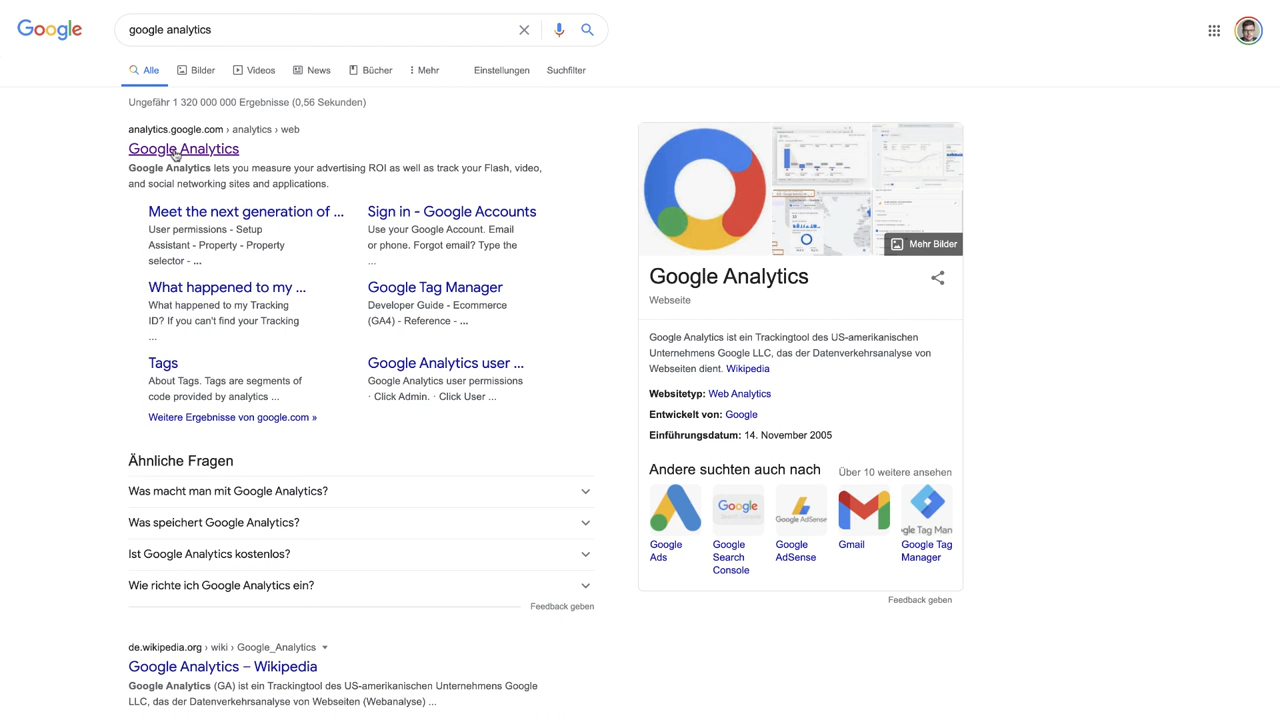 Google
google analytics
Alle
Bilder
Videos
News
Bücher
Mehr
Einstellungen
Suchfilter
Ungefähr 1 320 000 000 Ergebnisse (0,56 Sekunden)
analytics.google.com › analytics › web
Google Analytics
Google Analytics lets you measure your advertising ROI as well as track your Flash, video,
and social networking sites and applications.
Meet the next generation of ...
User permissions - Setup
Assistant - Property - Property
selector - ...
Sign in - Google Accounts
Use your Google Account. Email
or phone. Forgot email? Type the
...
What happened to my ...
What happened to my Tracking
ID? If you can't find your Tracking
...
Google Tag Manager
Developer Guide - Ecommerce
(GA4) - Reference - ...
Tags
About Tags. Tags are segments of
code provided by analytics ...
Google Analytics user ...
Google Analytics user permissions
· Click Admin. · Click User ...
Weitere Ergebnisse von google.com »
Ähnliche Fragen
Was macht man mit Google Analytics?
Was speichert Google Analytics?
Ist Google Analytics kostenlos?
Wie richte ich Google Analytics ein?
Feedback geben
de.wikipedia.org › wiki › Google_Analytics
Google Analytics – Wikipedia
Google Analytics (GA) ist ein Trackingtool des US-amerikanischen Unternehmens Google
LLC, das der Datenverkehrsanalyse von Webseiten (Webanalyse) ...
Mehr Bilder
Google Analytics
Webseite
Google Analytics ist ein Trackingtool des US-amerikanischen
Unternehmens Google LLC, das der Datenverkehrsanalyse von
Webseiten dient. Wikipedia
Websitetyp: Web Analytics
Entwickelt von: Google
Einführungsdatum: 14. November 2005
Andere suchten auch nach
Über 10 weitere ansehen
Google
Google AdSense
gle Tag Man
Google
Ads
Google
Search
Console
Google
AdSense
Gmail
Google Tag
Manager
Feedback geben